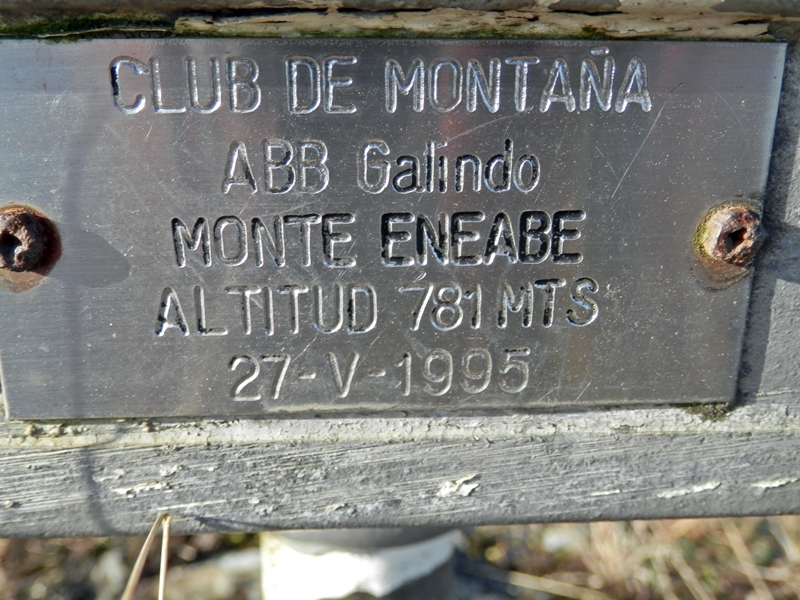 CLUB DE MONTAÑA
ABB Galindo
MONTE ENEABE
ALTITUD 781 MTS
27-V-1995